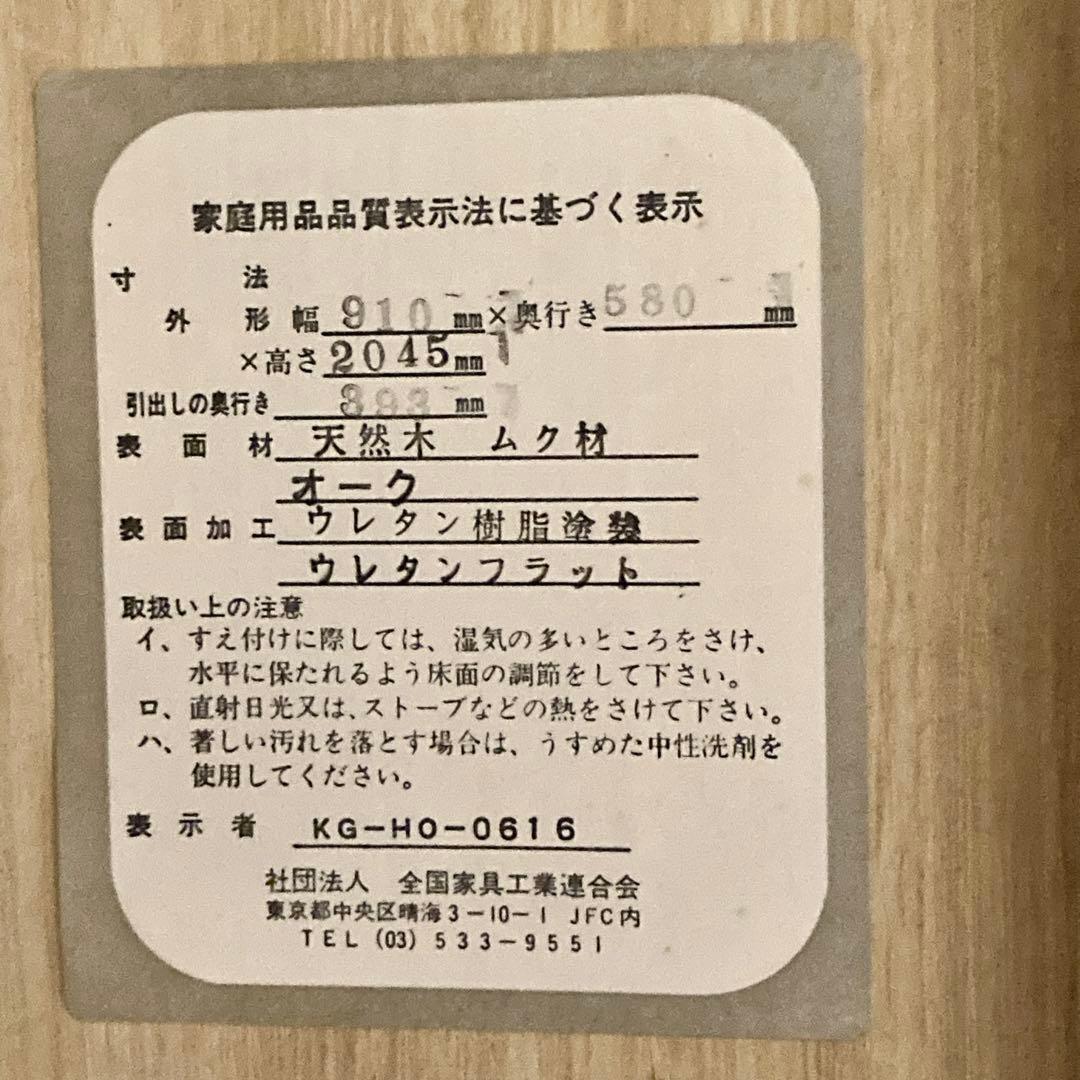 家庭用品品質表示法に基づく表示
寸法
外形 幅 910 mm×奥行き 580 mm
×高さ 2045mm
引出しの奥行き 393 mm
表面材 天然木 ムク材
オーク
表面加工 ウレタン樹脂塗装
ウレタンフラット
取扱い上の注意
イ、すえ付けに際しては、湿気の多いところをさけ、
水平に保たれるよう床面の調節をして下さい。
ロ、直射日光又は、ストーブなどの熱をさけて下さい。
ハ、著しい汚れを落とす場合は、うすめた中性洗剤を
使用してください。
表示者 KG-HO-0616
社団法人 全国家具工業連合会
東京都中央区晴海3-10-1 JFC内
TEL (03) 533-9551